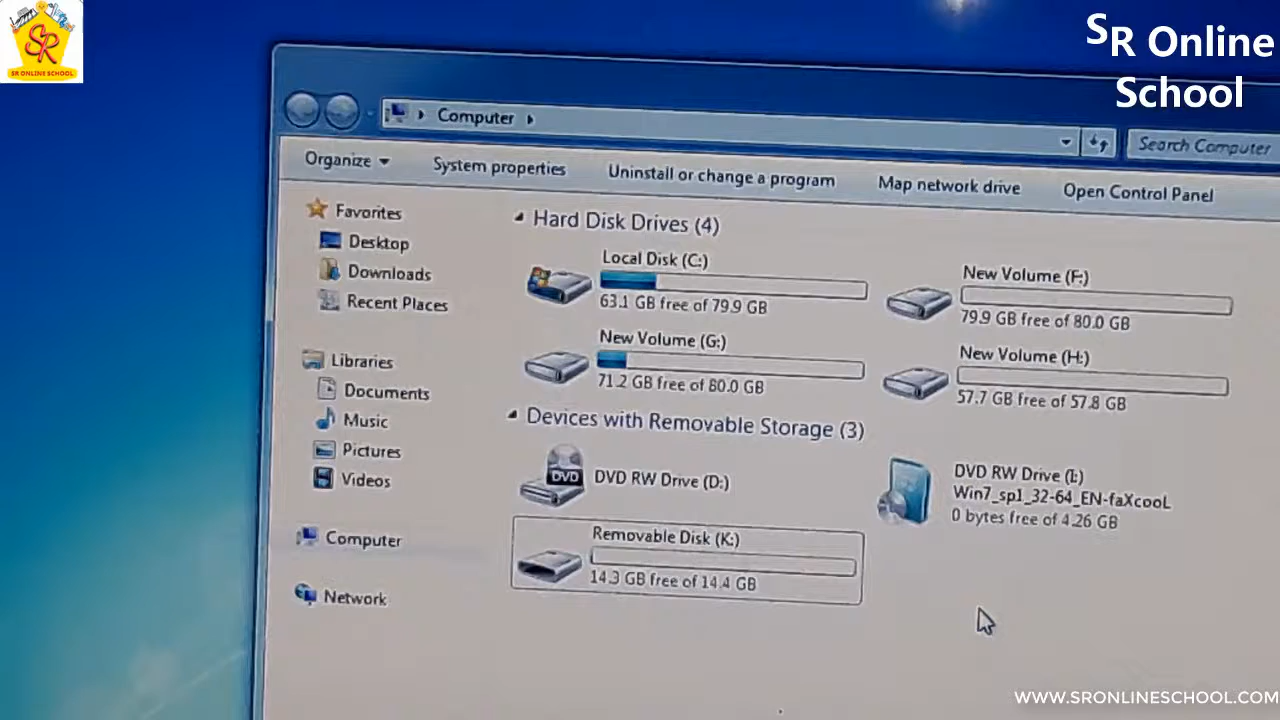 SR
SR ONLINE SCHOOL
SR Online
School
Computer
Search Computer
Organize
System properties
Uninstall or change a program
Map network drive
Open Control Panel
Favorites
Desktop
Downloads
Recent Places
Libraries
Documents
Music
Pictures
Videos
Computer
Network
Hard Disk Drives (4)
Local Disk (C:)
63.1 GB free of 79.9 GB
New Volume (F:)
79.9 GB free of 80.0 GB
New Volume (G:)
71.2 GB free of 80.0 GB
New Volume (H:)
57.7 GB free of 57.8 GB
Devices with Removable Storage (3)
DVD
DVD RW Drive (D:)
DVD RW Drive (I:)
Win7_sp1_32-64_EN-faXcooL
0 bytes free of 4.26 GB
Removable Disk (K:)
14.3 GB free of 14.4 GB
WWW.SRONLINESCHOOL.COM